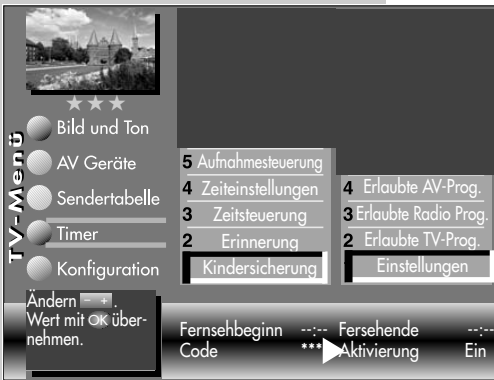 TV-Menü
Bild und Ton
AV Geräte
Sendertabelle
Timer
Konfiguration
5 Aufnahmesteuerung
4 Zeiteinstellungen
3 Zeitsteuerung
2 Erinnerung
Kindersicherung
4 Erlaubte AV-Prog.
3 Erlaubte Radio Prog.
2 Erlaubte TV-Prog.
Einstellungen
Ändern - + .
Wert mit OK über-
nehmen.
Fernsehbeginn --:-- Fersehende --:--
Code *** Aktivierung Ein